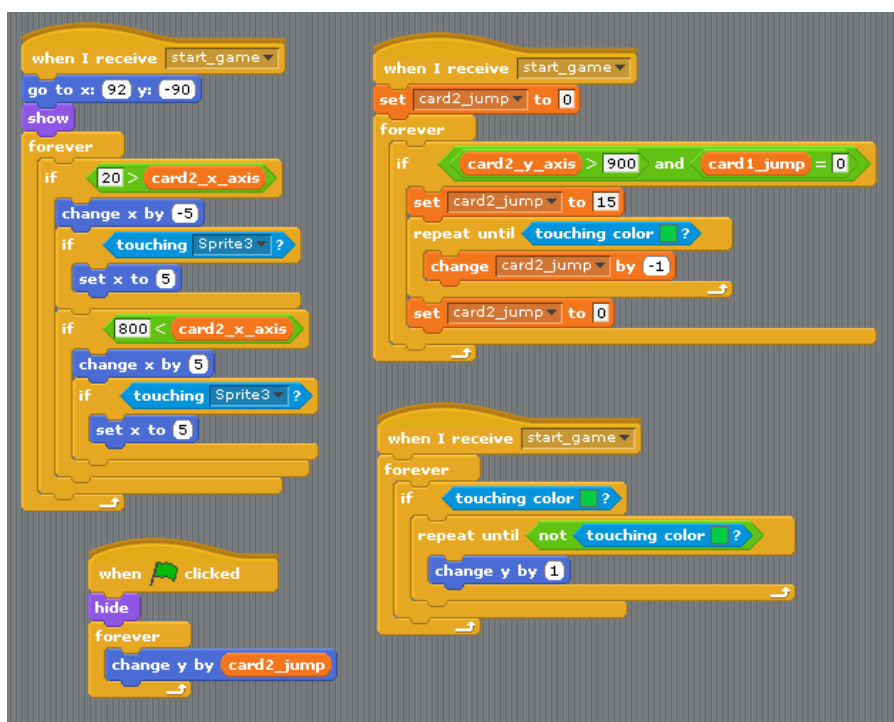 when I receive start_game
go to x: 92 y: -90
show
forever
if 20 > card2_x_axis
change x by -5
if touching Sprite3 ?
set x to 5
if 800 < card2_x_axis
change x by 5
if touching Sprite3 ?
set x to 5
when clicked
hide
forever
change y by card2_jump
when I receive start_game
set card2_jump to 0
forever
if card2_y_axis > 900 and card1_jump = 0
set card2_jump to 15
repeat until touching color ?
change card2_jump by -1
set card2_jump to 0
when I receive start_game
forever
if touching color ?
repeat until not touching color ?
change y by 1